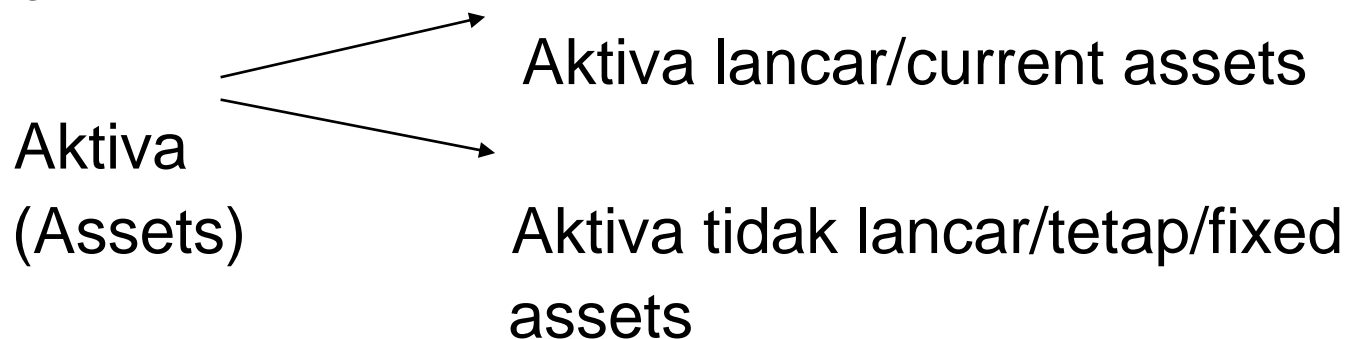 Aktiva lancar/current assets
Aktiva
(Assets)
Aktiva tidak lancar/tetap/fixed
assets